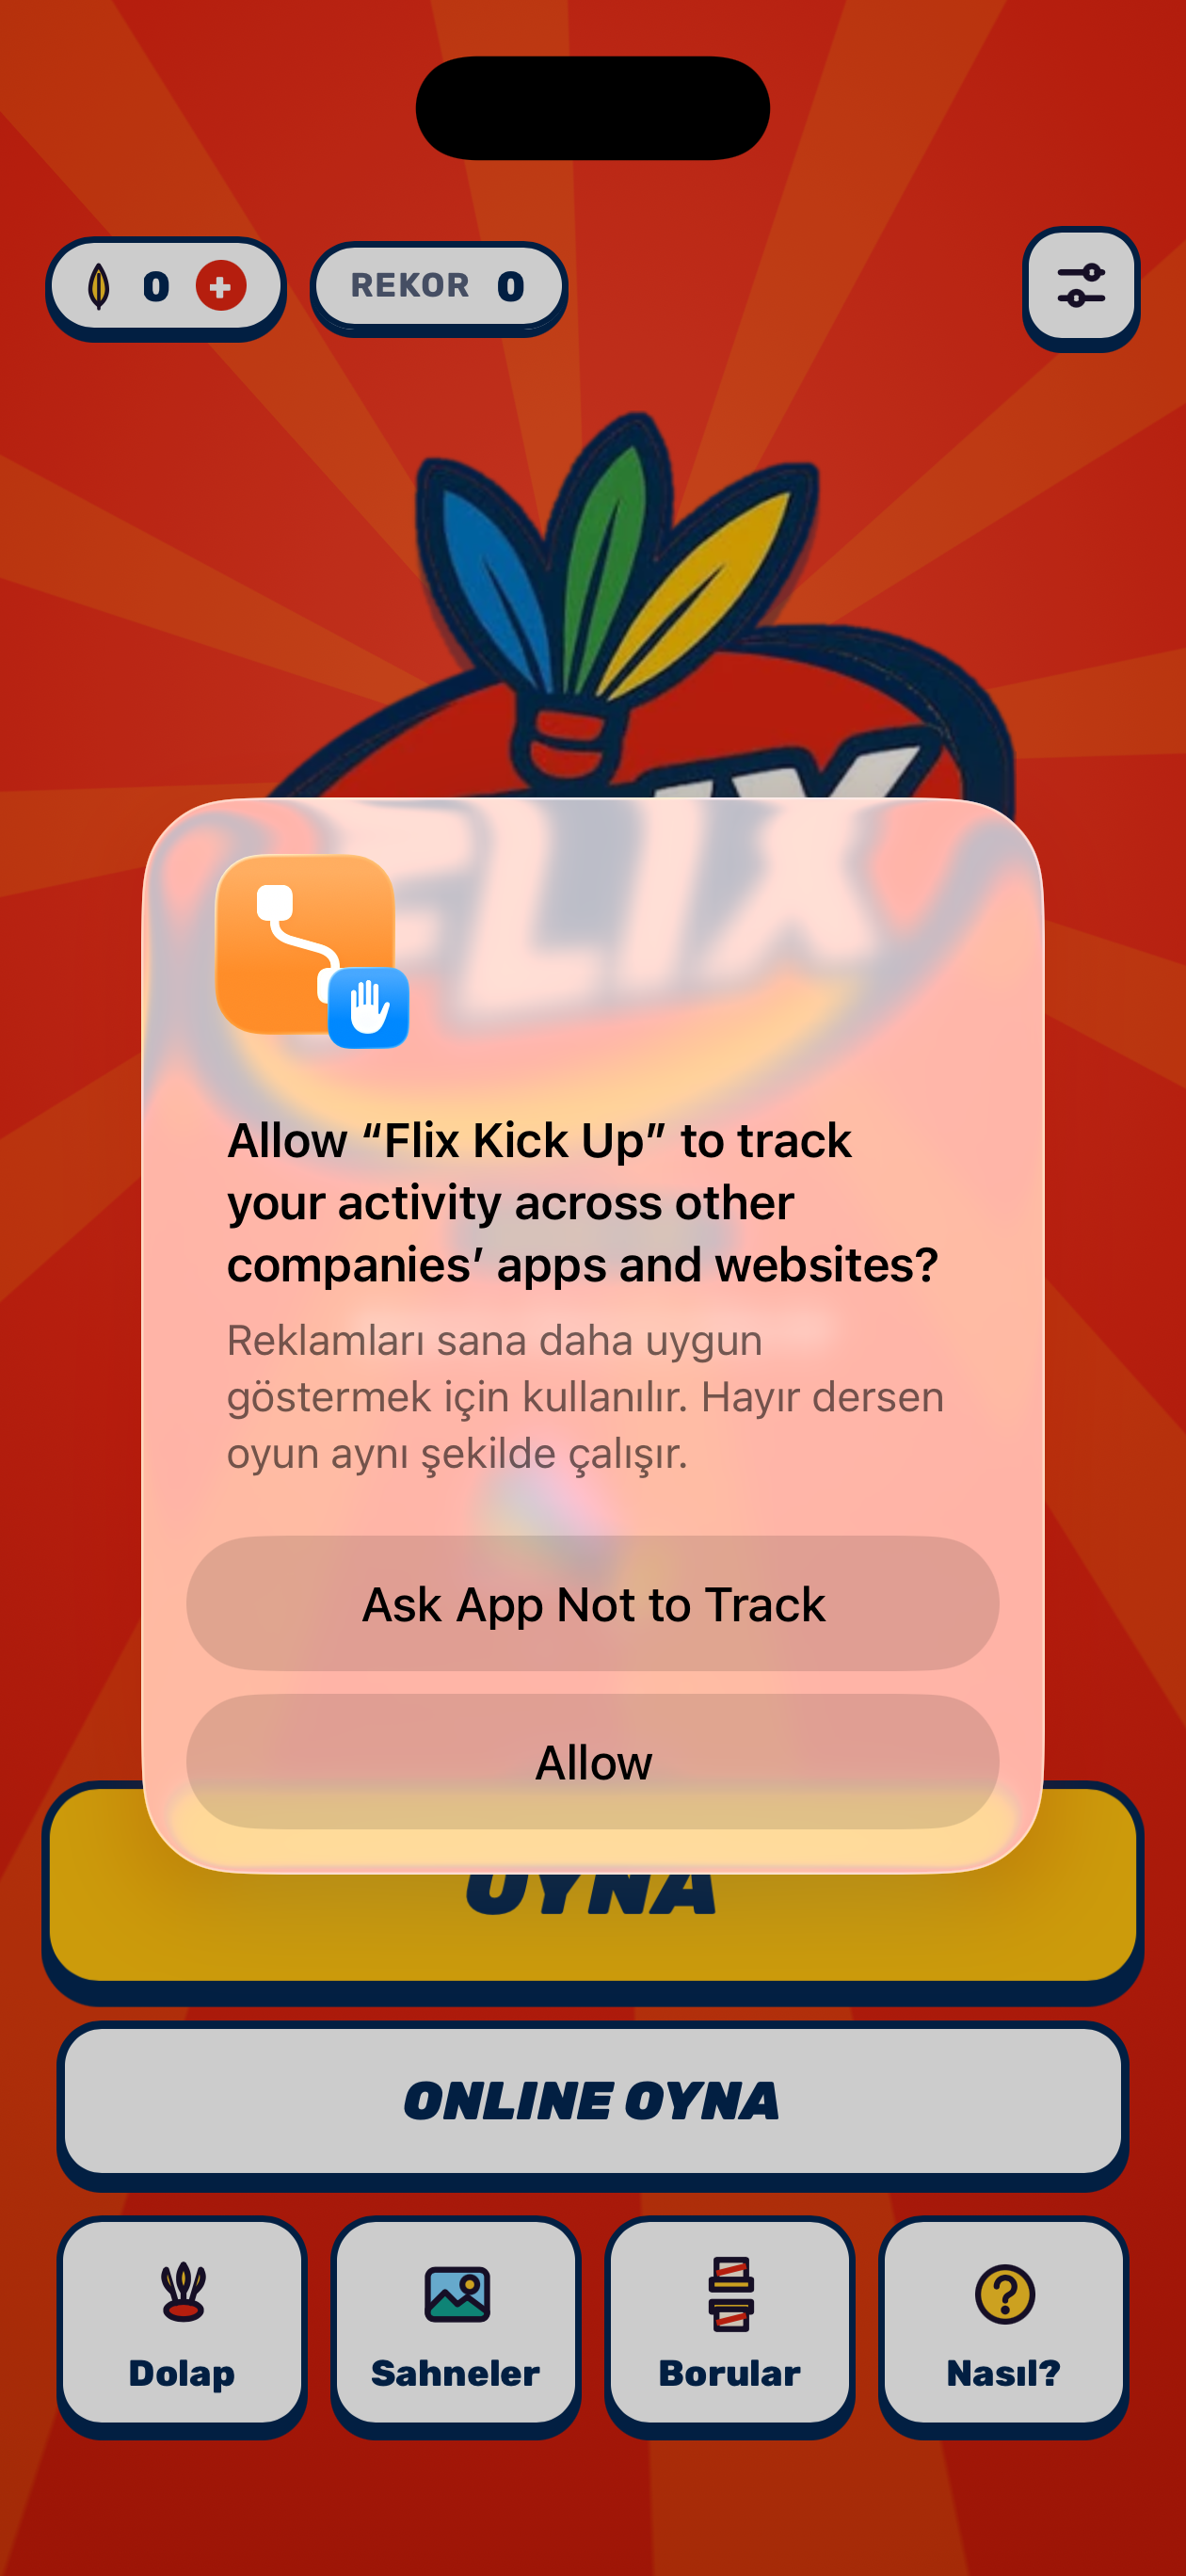 0
REKOR 0
FLIX
Allow “Flix Kick Up” to track
your activity across other
companies’ apps and websites?
Reklamları sana daha uygun
göstermek için kullanılır. Hayır dersen
oyun aynı şekilde çalışır.
Ask App Not to Track
Allow
OYNA
ONLINE OYNA
Dolap
Sahneler
Borular
Nasıl?